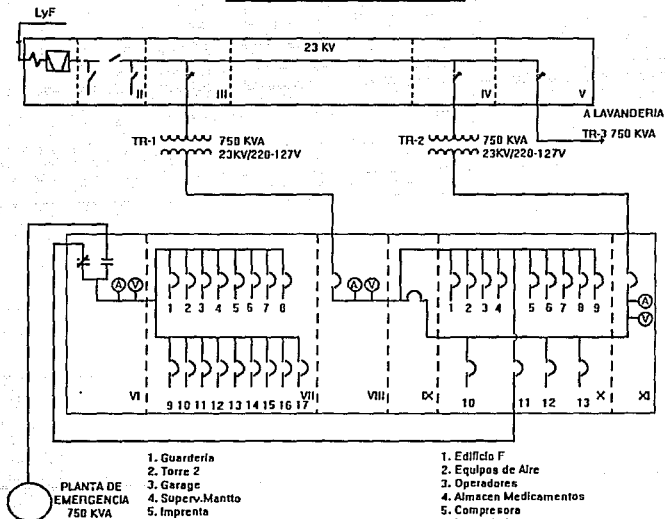 LyF
23 KV
II
III
IV
V
A LAVANDERIA
TR-3 750 KVA
TR-1
750 KVA
23KV/220-127V
TR-2
750 KVA
23KV/220-127V
A V
1 2 3 4 5 6 7 8
A V
1 2 3 4
5 6 7 8 9
A
V
9 10 11 12 13 14 15 16 17
10
11 12 13
VI
VII
VIII
IX
X
XI
PLANTA DE
EMERGENCIA
750 KVA
1. Guardería
2. Torre 2
3. Garage
4. Superv.Mantto
5. Imprenta
1. Edificio F
2. Equipos de Aire
3. Operadores
4. Almacen Medicamentos
5. Compresora